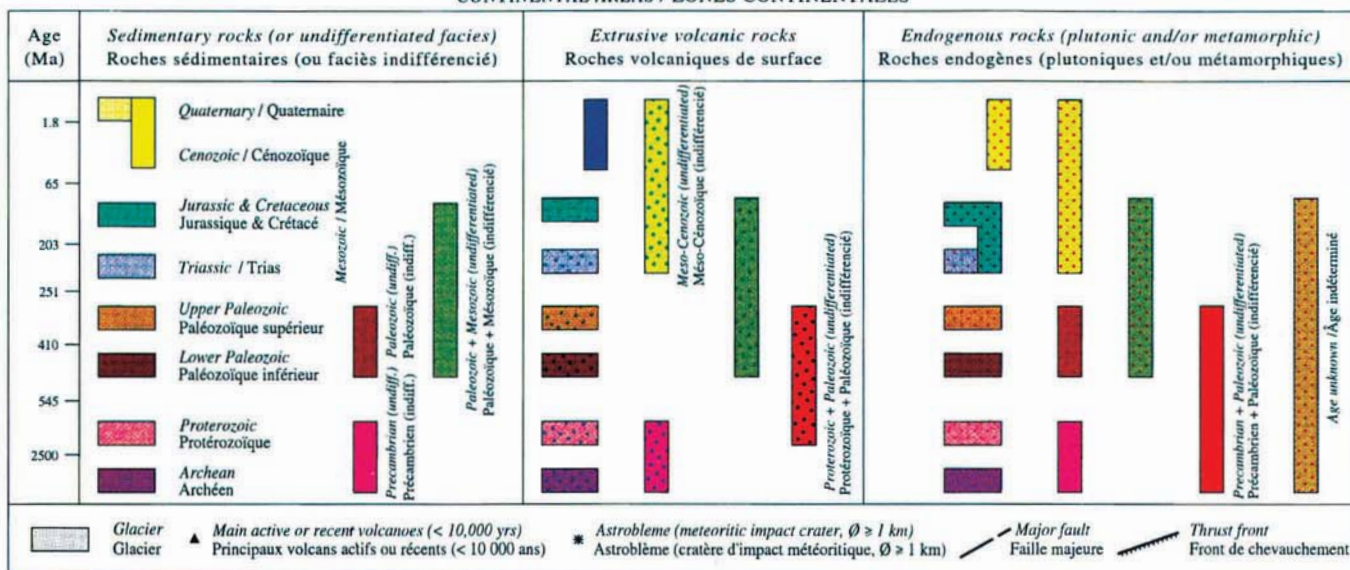 CONTINENTAL AREAS / ZONES CONTINENTALES
Age
(Ma)
Sedimentary rocks (or undifferentiated facies)
Roches sédimentaires (ou faciès indifférencié)
Extrusive volcanic rocks
Roches volcaniques de surface
Endogenous rocks (plutonic and/or metamorphic)
Roches endogènes (plutoniques et/ou métamorphiques)
1.8
65
203
251
410
545
2500
Quaternary / Quaternaire
Cenozoic / Cénozoïque
Jurassic & Cretaceous
Jurassique & Crétacé
Triassic / Trias
Upper Paleozoic
Paléozoïque supérieur
Lower Paleozoic
Paléozoïque inférieur
Proterozoic
Protérozoïque
Archean
Archéen
Mesozoic / Mésozoïque
Paleozoic (undiff.)
Paléozoïque (indiff.)
Precambrian (undiff.)
Précambrien (indiff.)
Paleozoic + Mesozoic (undifferentiated)
Paléozoïque + Mésozoïque (indifférencié)
Meso-Cenozoic (undifferentiated)
Méso-Cénozoïque (indifférencié)
Proterozoic + Paleozoic (undifferentiated)
Protérozoïque + Paléozoïque (indifférencié)
Precambrian + Paleozoic (undifferentiated)
Précambrien + Paléozoïque (indifférencié)
Age unknown /Âge indéterminé
Glacier
Glacier
Main active or recent volcanoes (< 10,000 yrs)
Principaux volcans actifs ou récents (< 10 000 ans)
Astrobleme (meteoritic impact crater, Ø ≥ 1 km)
Astroblème (cratère d'impact météoritique, Ø ≥ 1 km)
Major fault
Faille majeure
Thrust front
Front de chevauchement